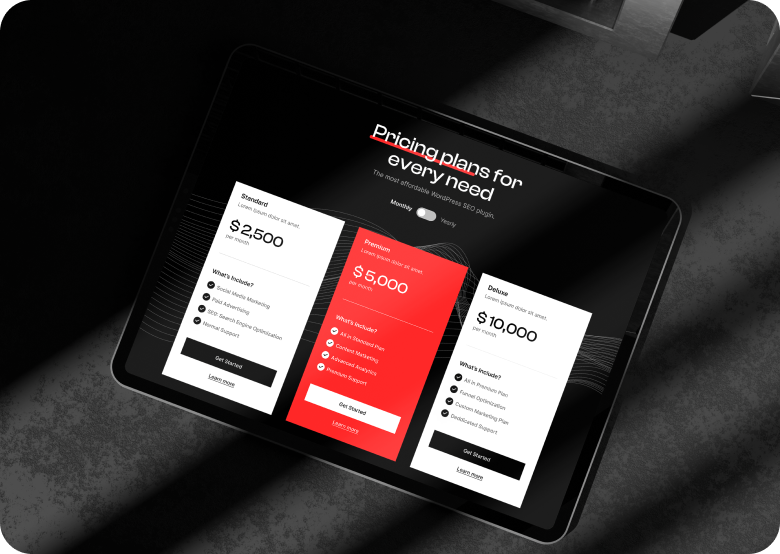 Pricing plans for
every need
The most affordable WordPress SEO plugin.
Monthly
Yearly
Standard
Lorem ipsum dolor sit amet.
$2,500
per month
What's Include?
Social Media Marketing
Paid Advertising
SEO: Search Engine Optimization
Normal Support
Get Started
Learn more
Premium
Lorem ipsum dolor sit amet.
$5,000
per month
What's Include?
All in Standard Plan
Content Marketing
Advanced Analytics
Premium Support
Get Started
Learn more
Deluxe
Lorem ipsum dolor sit amet.
$10,000
per month
What's Include?
All in Premium Plan
Funnel Optimization
Custom Marketing Plan
Dedicated Support
Get Started
Learn more